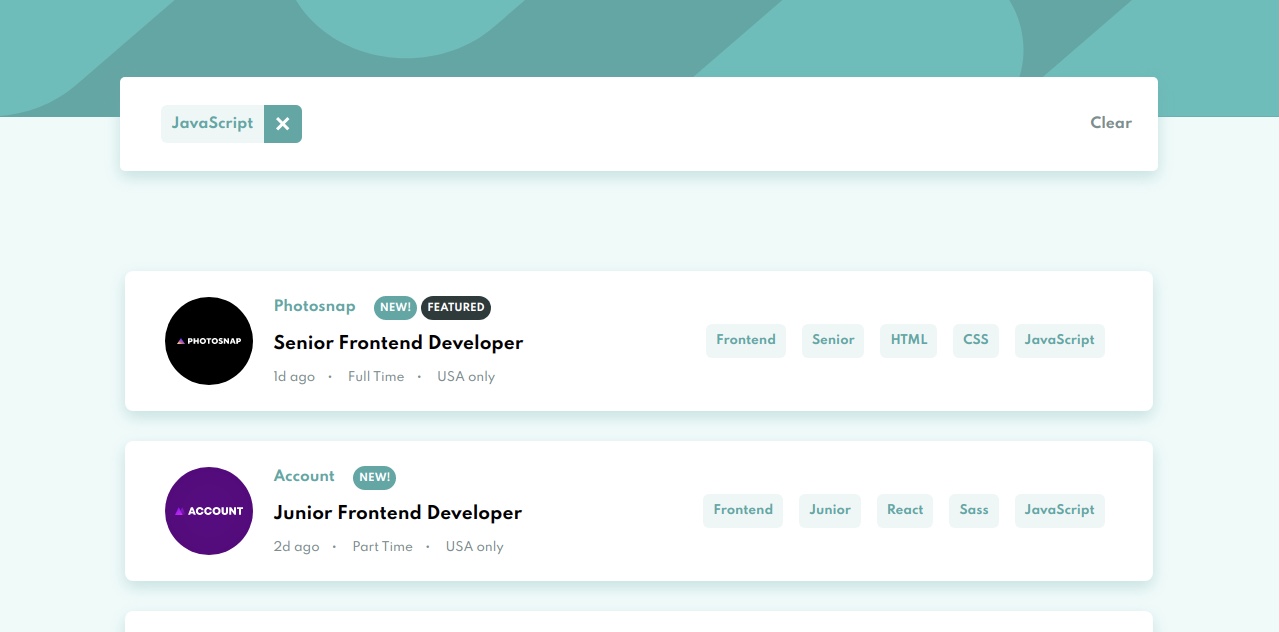 JavaScript
Clear
Photosnap NEW! FEATURED
PHOTOSNAP
Senior Frontend Developer
1d ago • Full Time • USA only
Frontend Senior HTML CSS JavaScript
Account NEW!
ACCOUNT
Junior Frontend Developer
2d ago • Part Time • USA only
Frontend Junior React Sass JavaScript